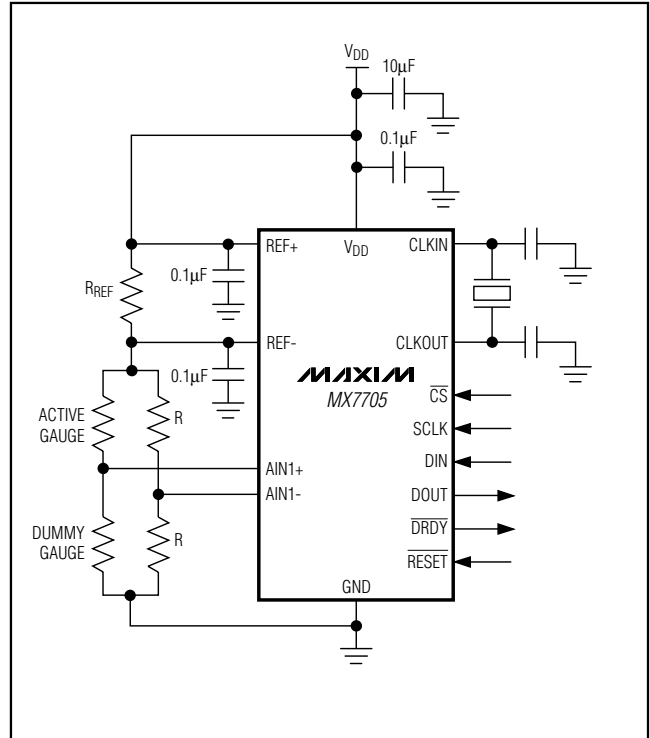 VDD
10μF
0.1μF
REF+
VDD
CLKIN
0.1μF
RREF
REF-
CLKOUT
0.1μF
MAXIM
MX7705
CS
ACTIVE
GAUGE
R
SCLK
DIN
AIN1+
AIN1-
DOUT
DUMMY
GAUGE
R
DRDY
RESET
GND